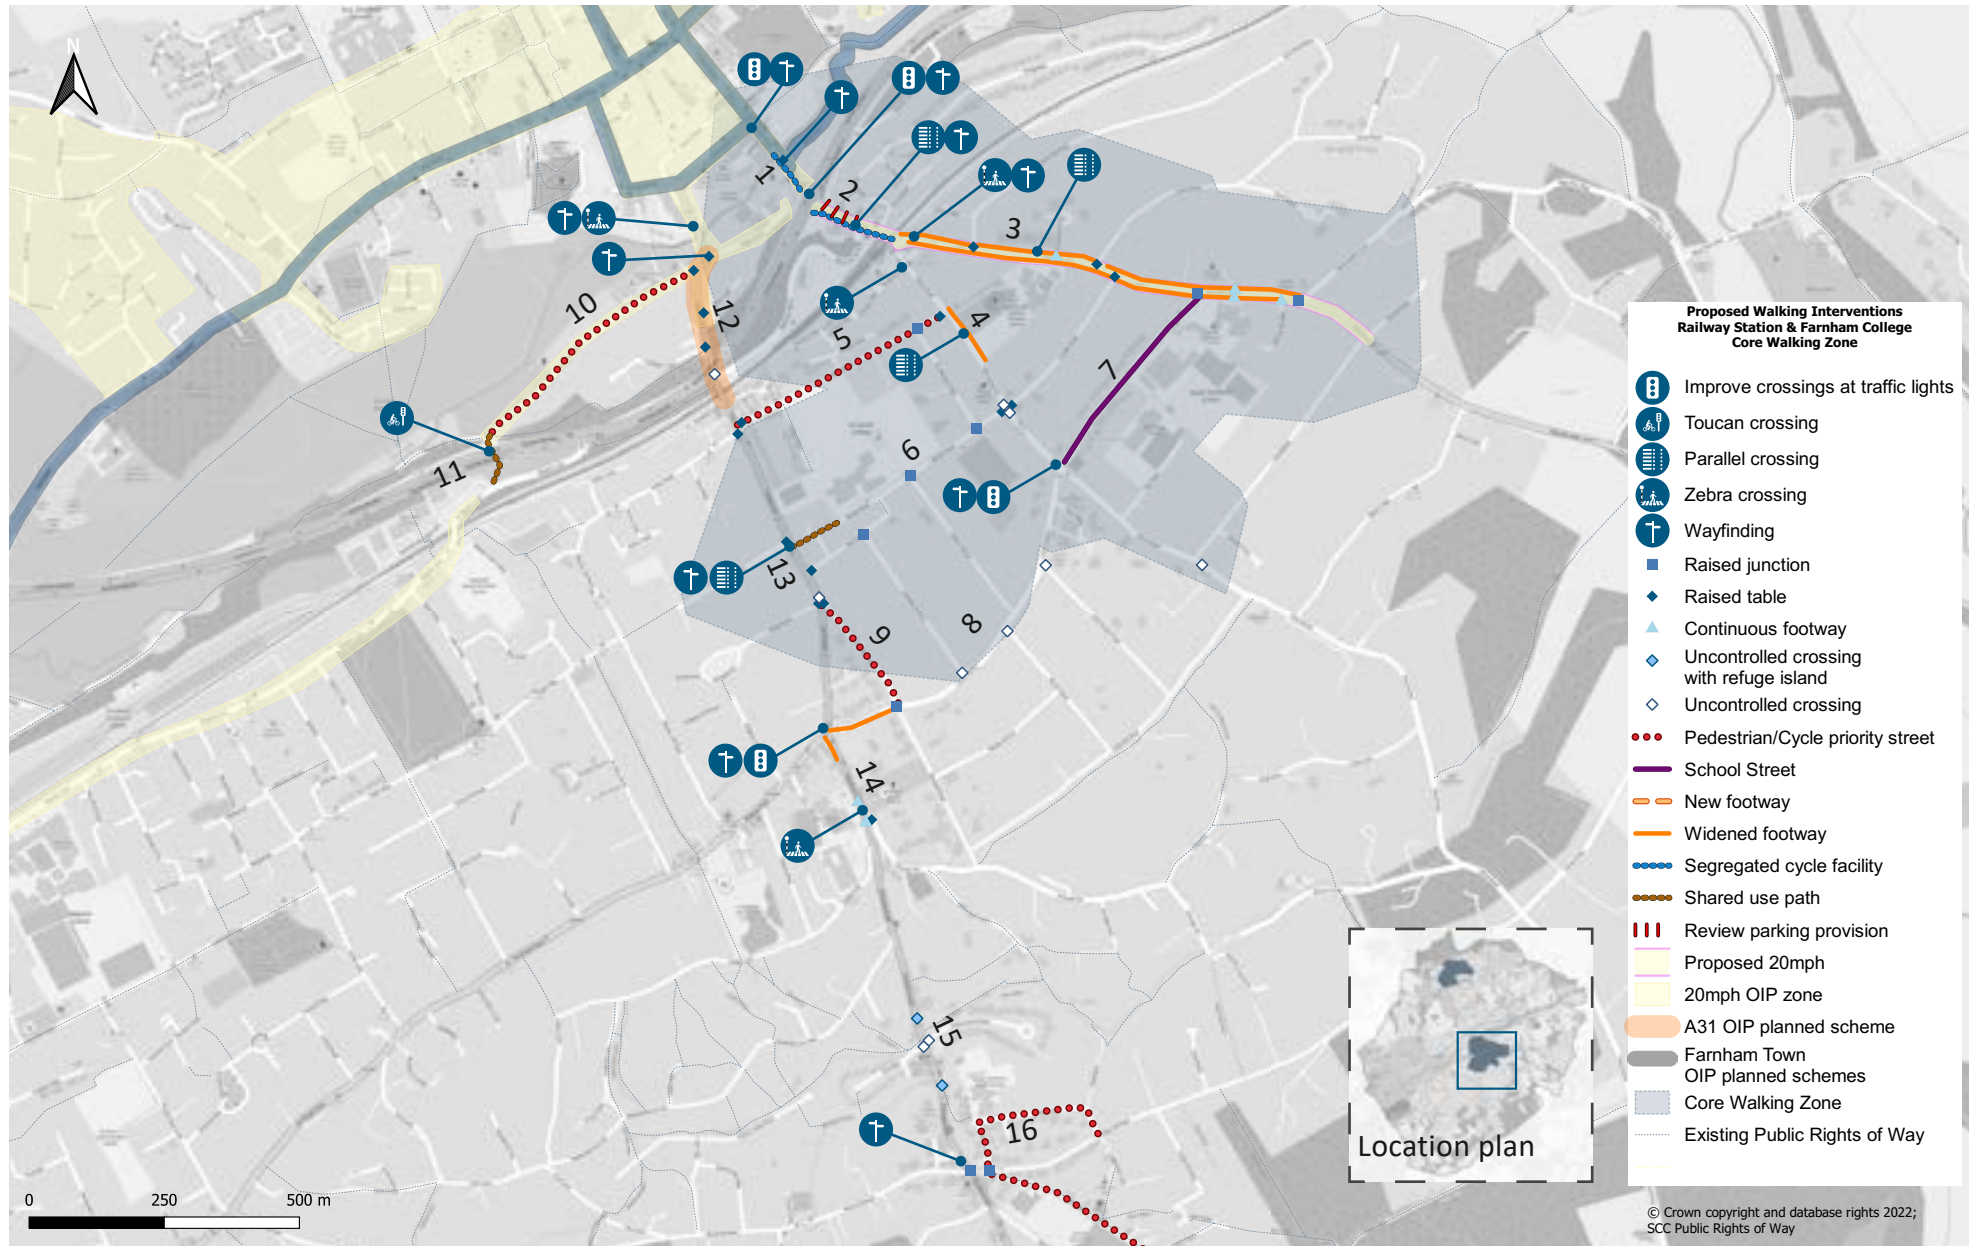 N
1
2
3
4
5
6
7
8
9
10
11
12
13
14
15
16
Proposed Walking Interventions
Railway Station & Farnham College
Core Walking Zone
Improve crossings at traffic lights
Toucan crossing
Parallel crossing
Zebra crossing
Wayfinding
Raised junction
Raised table
Continuous footway
Uncontrolled crossing
with refuge island
Uncontrolled crossing
Pedestrian/Cycle priority street
School Street
New footway
Widened footway
Segregated cycle facility
Shared use path
Review parking provision
Proposed 20mph
20mph OIP zone
A31 OIP planned scheme
Farnham Town
OIP planned schemes
Core Walking Zone
Existing Public Rights of Way
Location plan
0 250 500 m
© Crown copyright and database rights 2022;
SCC Public Rights of Way